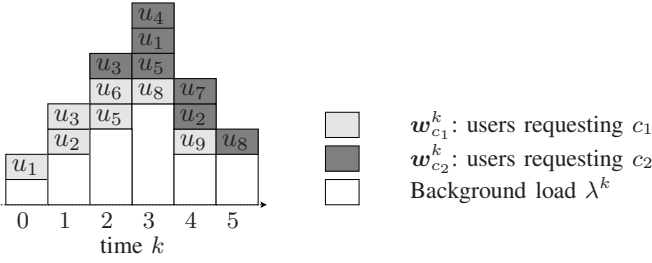 u₄
u₁
u₃ u₅ w^k_{c₁}: users requesting c₁
u₆ u₈ u₇
u₃ u₅ u₂ w^k_{c₂}: users requesting c₂
u₂ u₉ u₈
u₁ Background load λ^k
0 1 2 3 4 5
time k